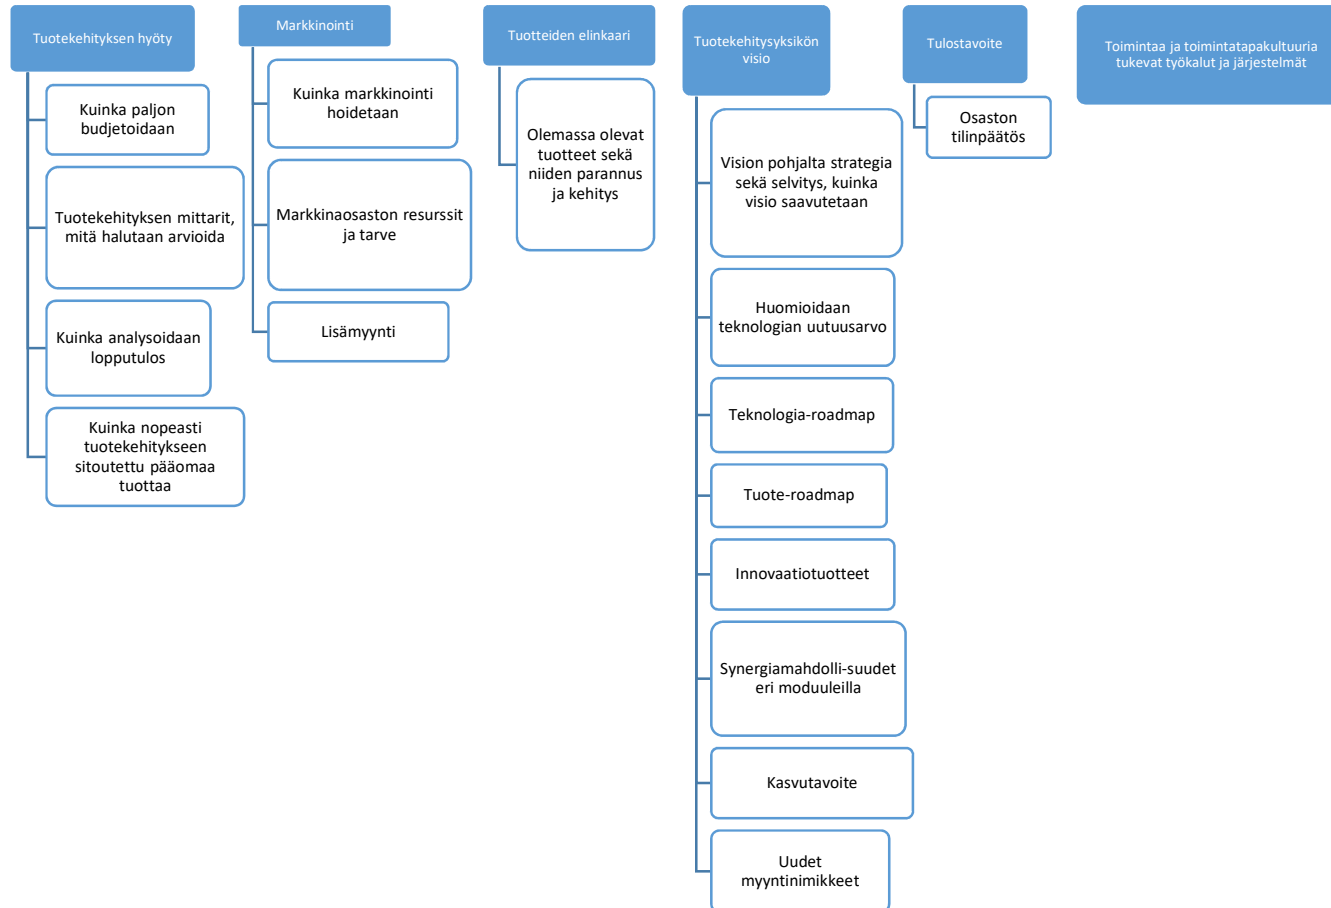 Tuotekehityksen hyöty
Kuinka paljon
budjetoidaan
Tuotekehityksen mittarit,
mitä halutaan arvioida
Kuinka analysoidaan
lopputulos
Kuinka nopeasti
tuotekehitykseen
sitoutettu pääomaa
tuottaa
Markkinointi
Kuinka markkinointi
hoidetaan
Markkinaosaston resurssit
ja tarve
Lisämyynti
Tuotteiden elinkaari
Olemassa olevat
tuotteet sekä
niiden parannus
ja kehitys
Tuotekehitysyksikön
visio
Vision pohjalta strategia
sekä selvitys, kuinka
visio saavutetaan
Huomioidaan
teknologian uutuusarvo
Teknologia-roadmap
Tuote-roadmap
Innovaatiotuotteet
Synergiamahdolli-suudet
eri moduuleilla
Kasvutavoite
Uudet
myyntinimikkeet
Tulostavoite
Osaston
tilinpäätös
Toimintaa ja toimintatapakultuuria
tukevat työkalut ja järjestelmät